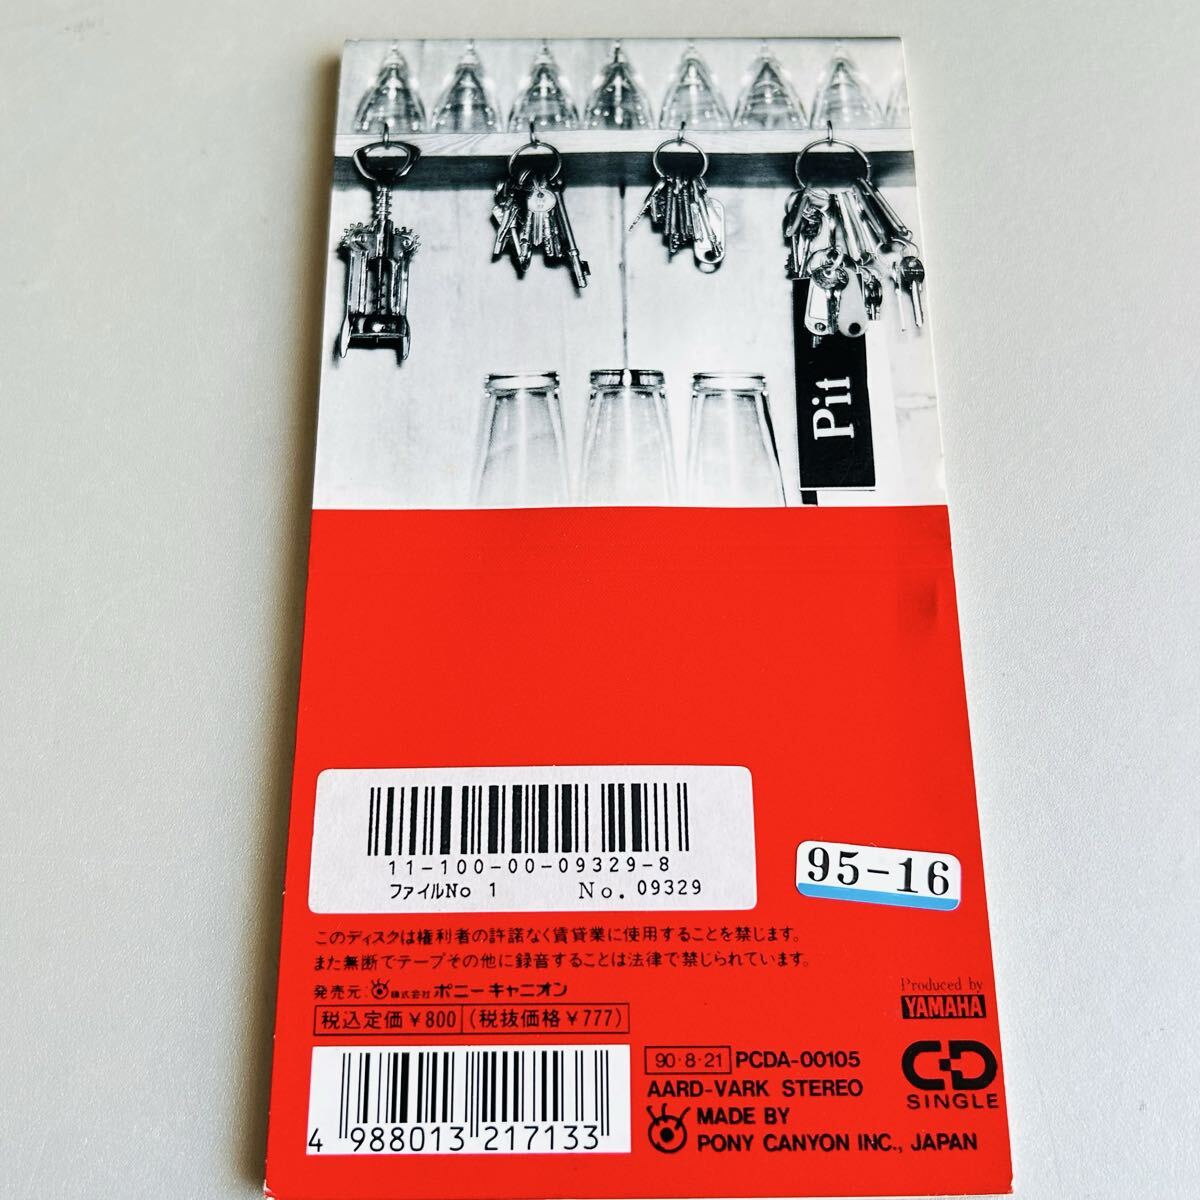 Pit
11-100-00-09329-8
ファイルNo 1 No. 09329
95-16
このディスクは権利者の許諾なく賃貸業に使用することを禁じます。
また無断でテープその他に録音することは法律で禁じられています。
発売元: 株式会社 ポニーキャニオン
税込定価¥800 (税抜価格¥777)
Produced by
YAMAHA
90・8・21 PCDA-00105
AARD-VARK STEREO
MADE BY
PONY CANYON INC., JAPAN
CD
SINGLE
4 988013 217133